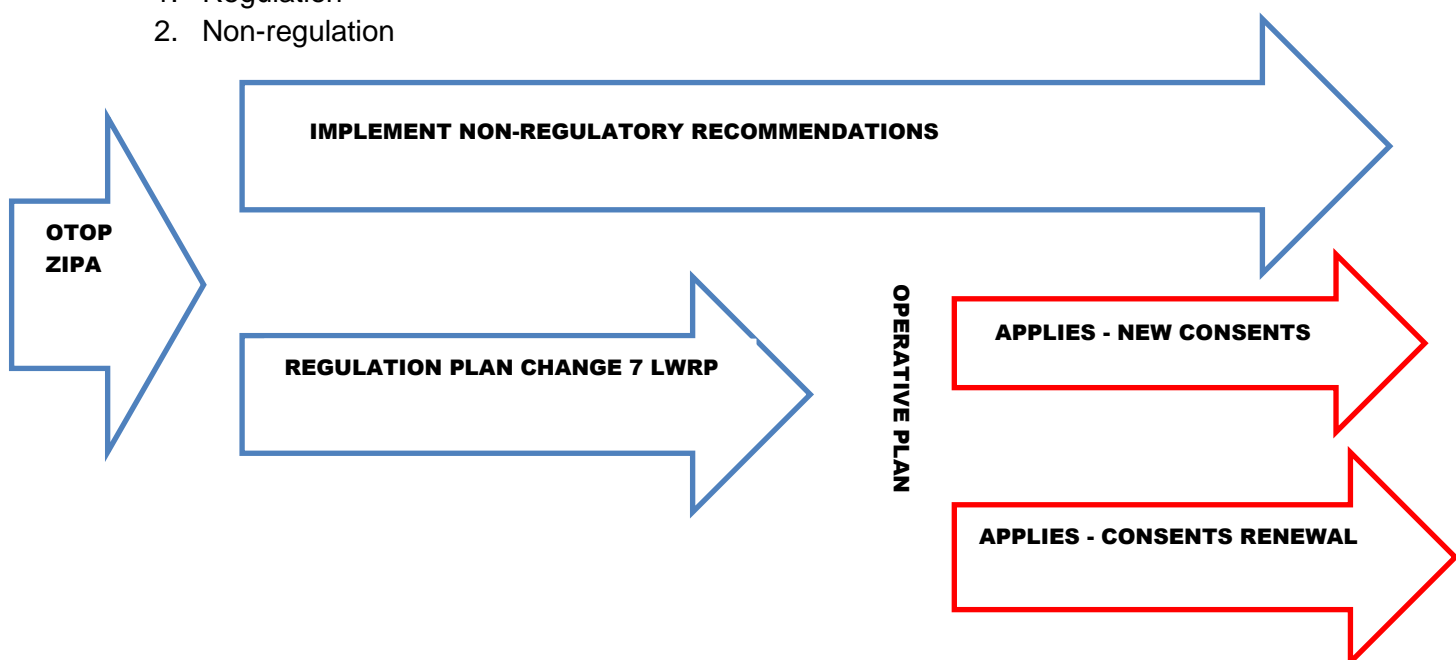 2. Non-regulation
IMPLEMENT NON-REGULATORY RECOMMENDATIONS
OTOP
ZIPA
REGULATION PLAN CHANGE 7 LWRP
OPERATIVE PLAN
APPLIES - NEW CONSENTS
APPLIES - CONSENTS RENEWAL